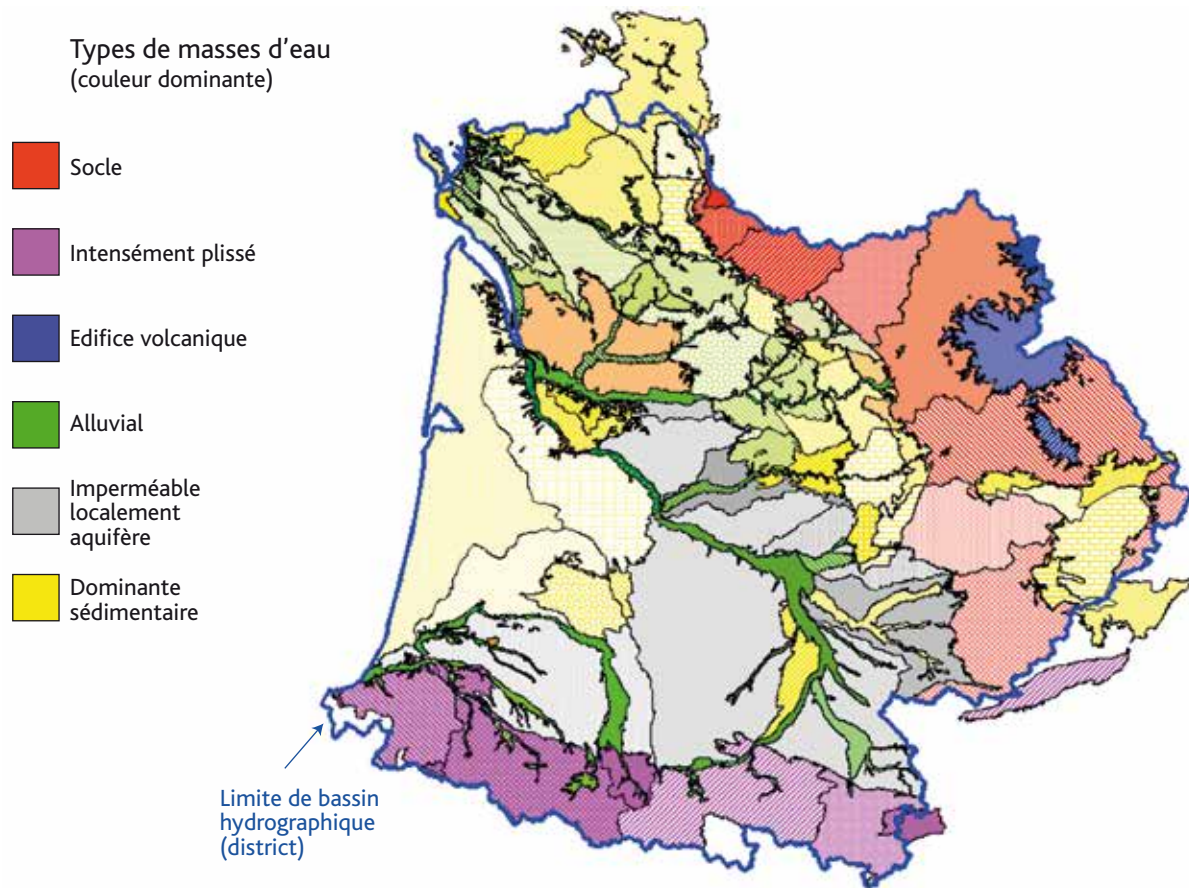 Types de masses d'eau
(couleur dominante)
Socle
Intensément plissé
Edifice volcanique
Alluvial
Imperméable
localement
aquifère
Dominante
sédimentaire
Limite de bassin
hydrographique
(district)